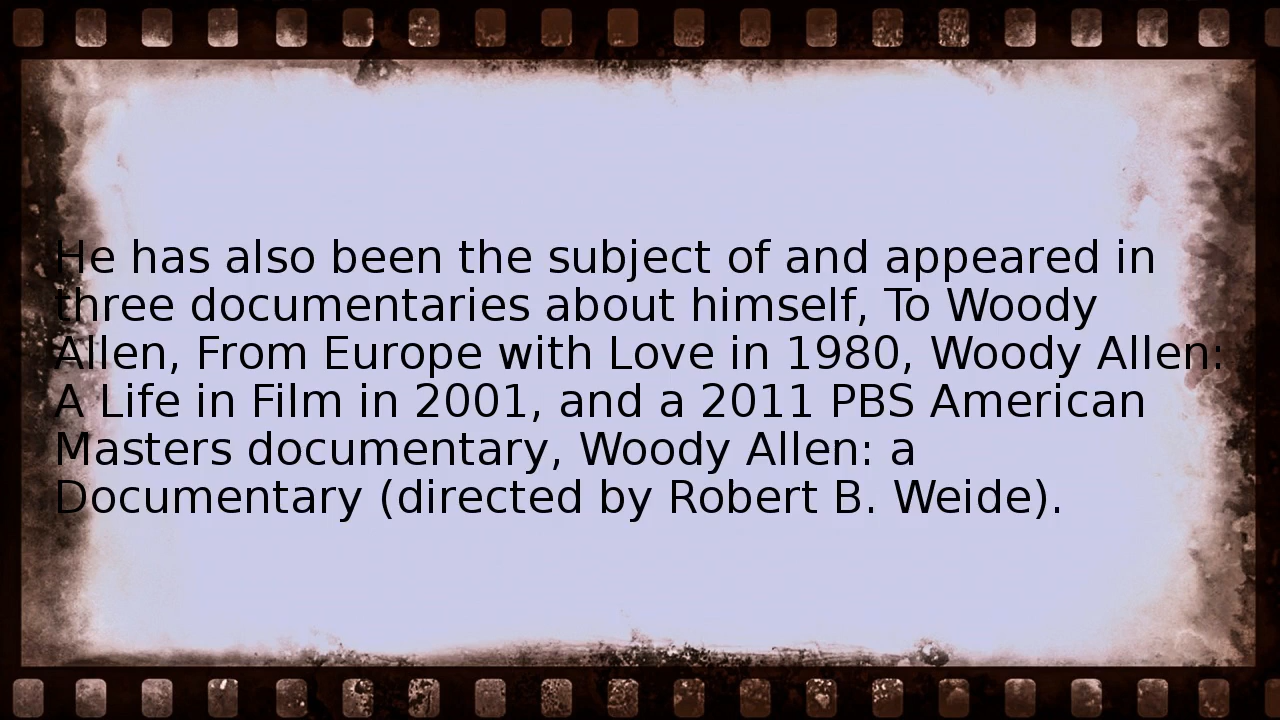 He has also been the subject of and appeared in
three documentaries about himself, To Woody
Allen, From Europe with Love in 1980, Woody Allen:
A Life in Film in 2001, and a 2011 PBS American
Masters documentary, Woody Allen: a
Documentary (directed by Robert B. Weide).